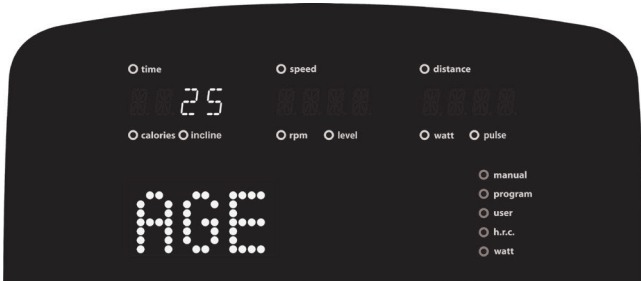 time speed distance
25
calories incline rpm level watt pulse
manual
program
user
h.r.c.
watt
AGE